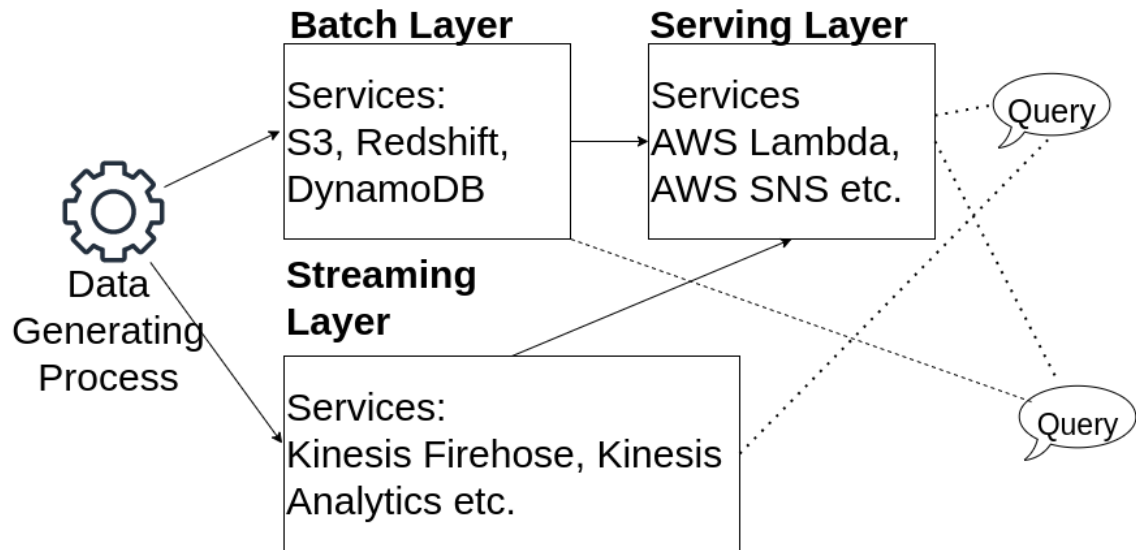 Batch Layer
Services:
S3, Redshift,
DynamoDB
Serving Layer
Services
AWS Lambda,
AWS SNS etc.
Query
Data
Generating
Process
Streaming
Layer
Services:
Kinesis Firehose, Kinesis
Analytics etc.
Query